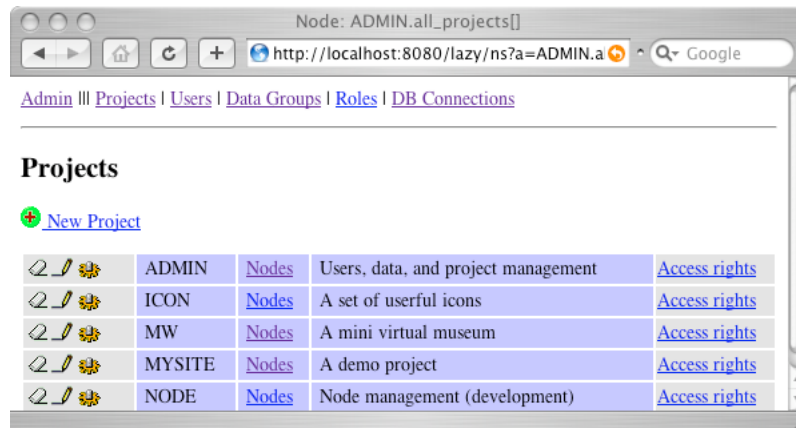 Node: ADMIN.all_projects[]
http://localhost:8080/lazy/ns?a=ADMIN.a
Google
Admin ||| Projects | Users | Data Groups | Roles | DB Connections
Projects
New Project
ADMIN Nodes Users, data, and project management Access rights
ICON Nodes A set of userful icons Access rights
MW Nodes A mini virtual museum Access rights
MYSITE Nodes A demo project Access rights
NODE Nodes Node management (development) Access rights